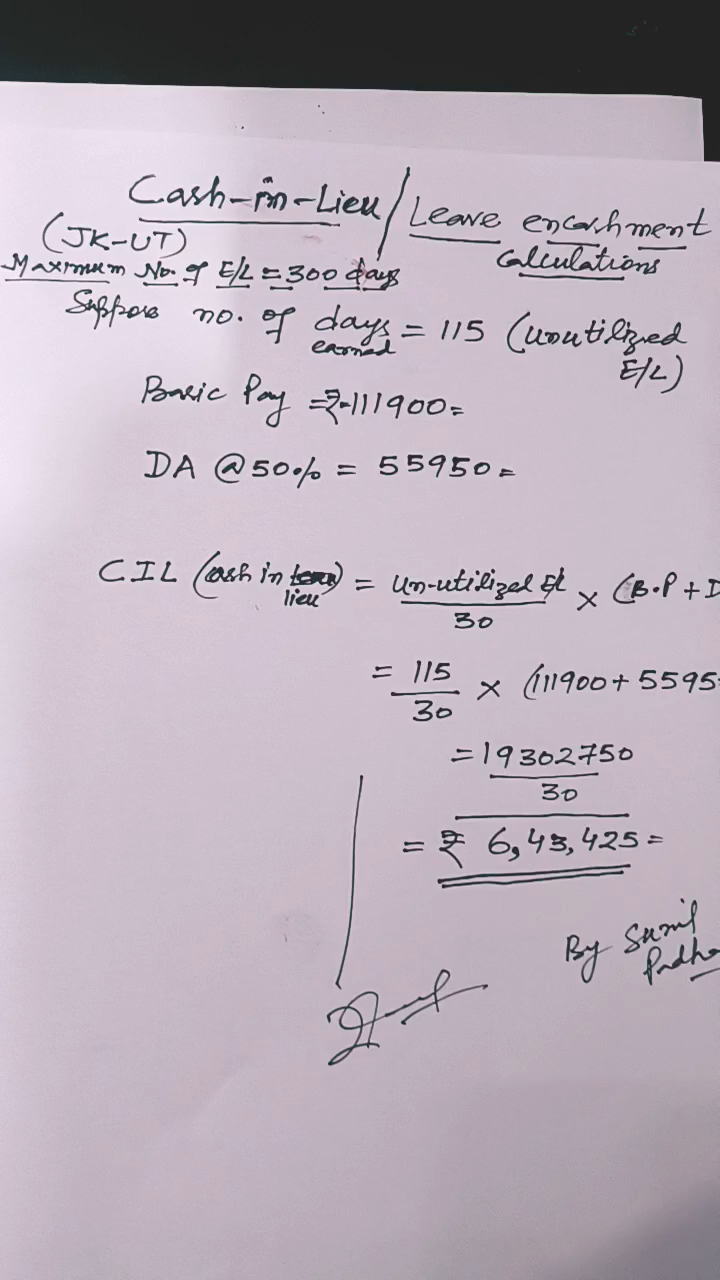 Cash-in-Lieu / Leave encashment
(JK-UT) Calculations
Maximum No. of E/L = 300 days
Suppose no. of days earned = 115 (unutilized E/L)
Basic Pay = ₹-111900=
DA @ 50% = 55950=
CIL (cash in lieu) = Un-utilized E/L / 30 × (B.P + D
= 115 / 30 × (111900 + 5595
= 19302750 / 30
= ₹ 6,43,425=
By Sunil